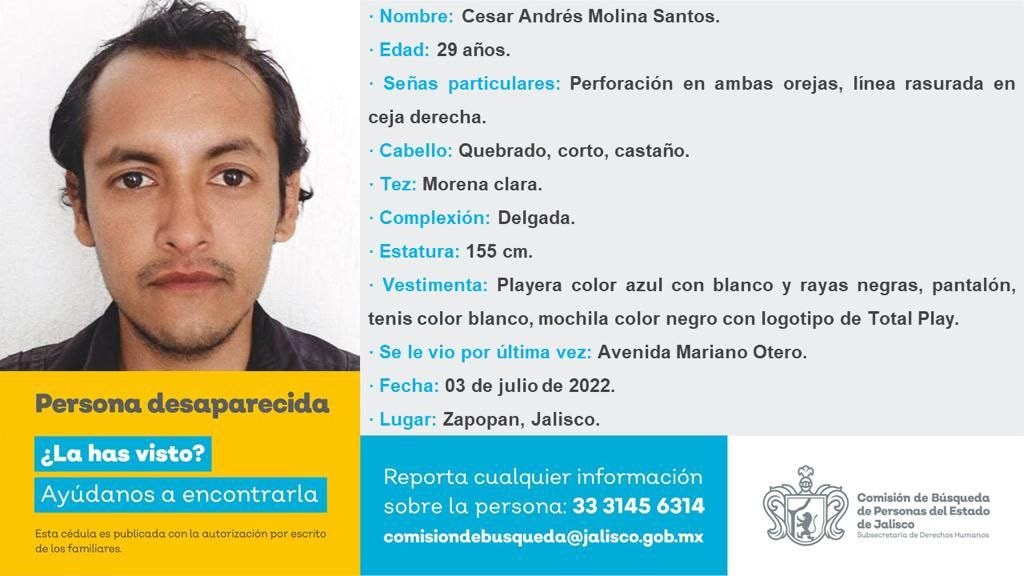 · Nombre: Cesar Andrés Molina Santos.
· Edad: 29 años.
· Señas particulares: Perforación en ambas orejas, línea rasurada en
ceja derecha.
· Cabello: Quebrado, corto, castaño.
· Tez: Morena clara.
· Complexión: Delgada.
· Estatura: 155 cm.
· Vestimenta: Playera color azul con blanco y rayas negras, pantalón,
tenis color blanco, mochila color negro con logotipo de Total Play.
· Se le vio por última vez: Avenida Mariano Otero.
· Fecha: 03 de julio de 2022.
· Lugar: Zapopan, Jalisco.
Persona desaparecida
¿La has visto?
Ayúdanos a encontrarla
Esta cédula es publicada con la autorización por escrito
de los familiares.
Reporta cualquier información
sobre la persona: 33 3145 6314
comisiondebusqueda@jalisco.gob.mx
Comisión de Búsqueda
de Personas del Estado
de Jalisco
Subsecretaría de Derechos Humanos